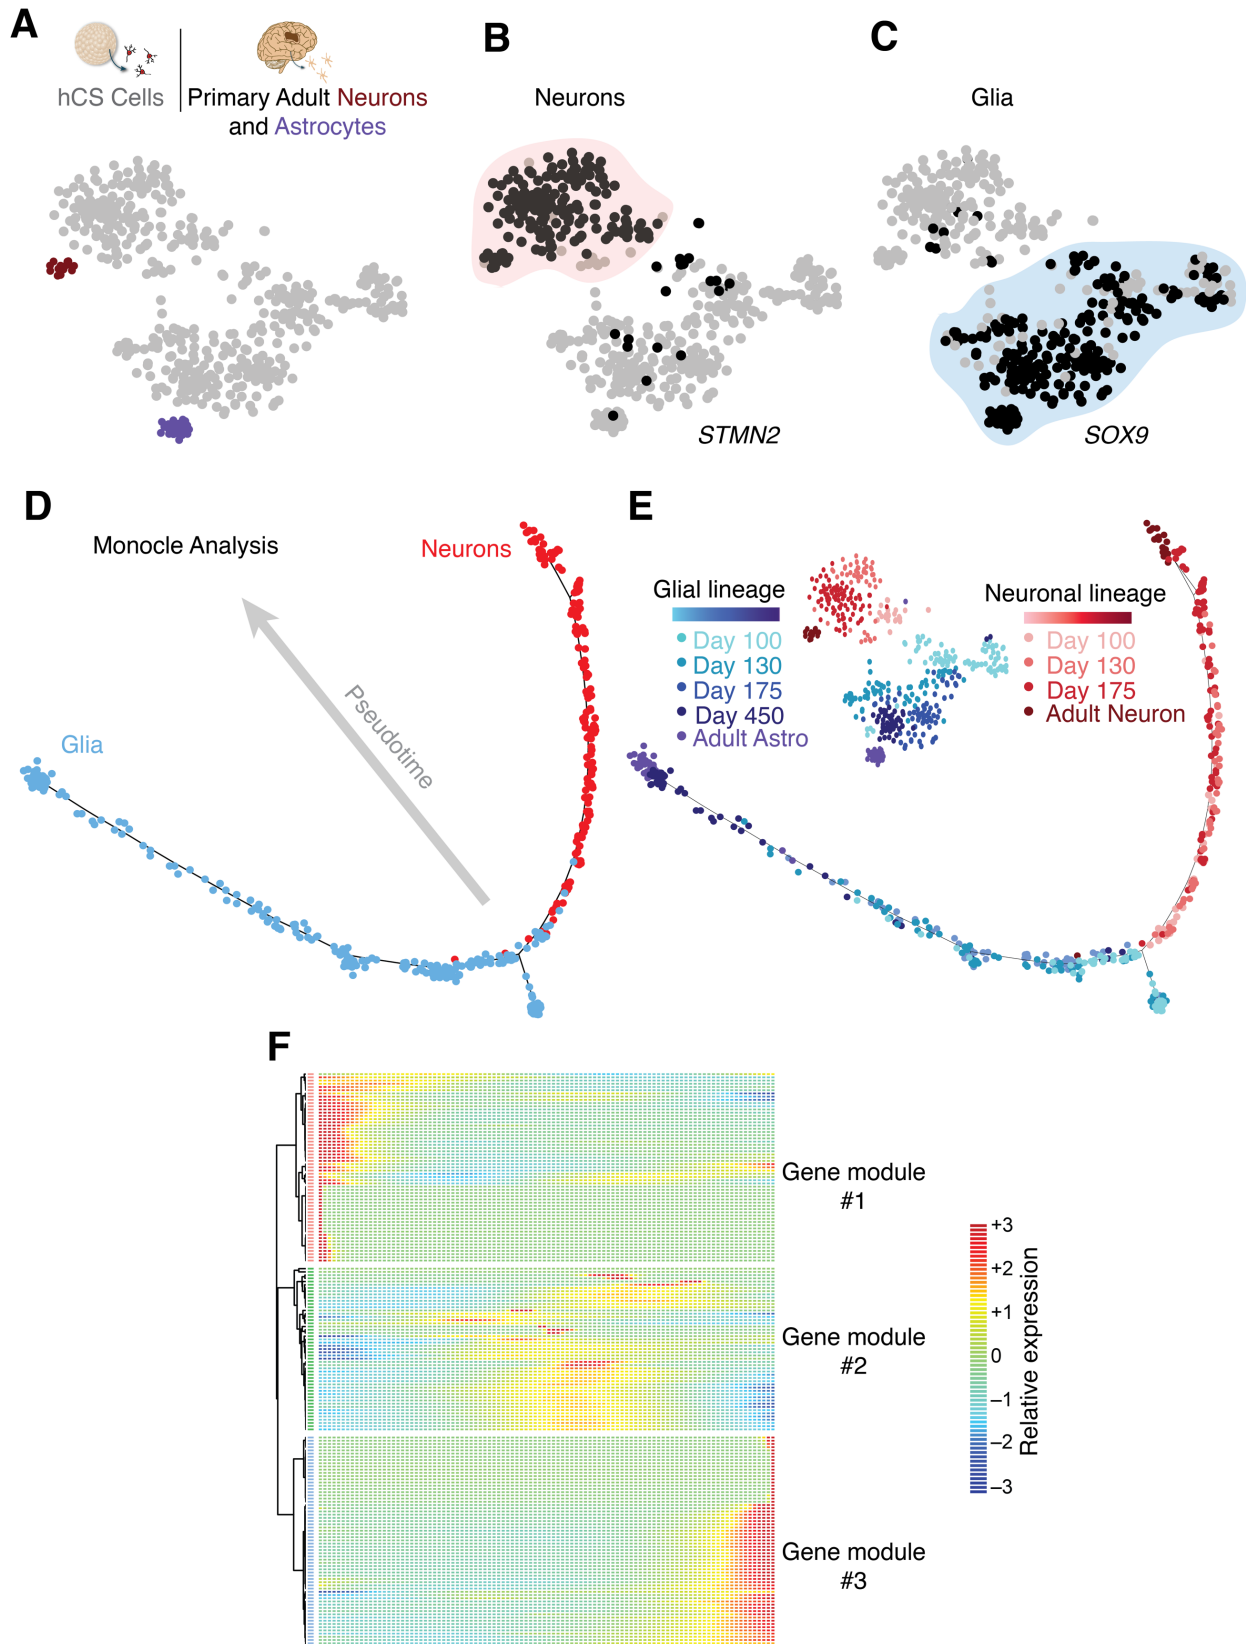 A
hCS Cells
Primary Adult Neurons
and Astrocytes
B
Neurons
STMN2
C
Glia
SOX9
D
Monocle Analysis
Neurons
Glia
Pseudotime
E
Glial lineage
Day 100
Day 130
Day 175
Day 450
Adult Astro
Neuronal lineage
Day 100
Day 130
Day 175
Adult Neuron
F
Gene module
#1
Gene module
#2
Gene module
#3
+3
+2
+1
0
–1
–2
–3
Relative expression